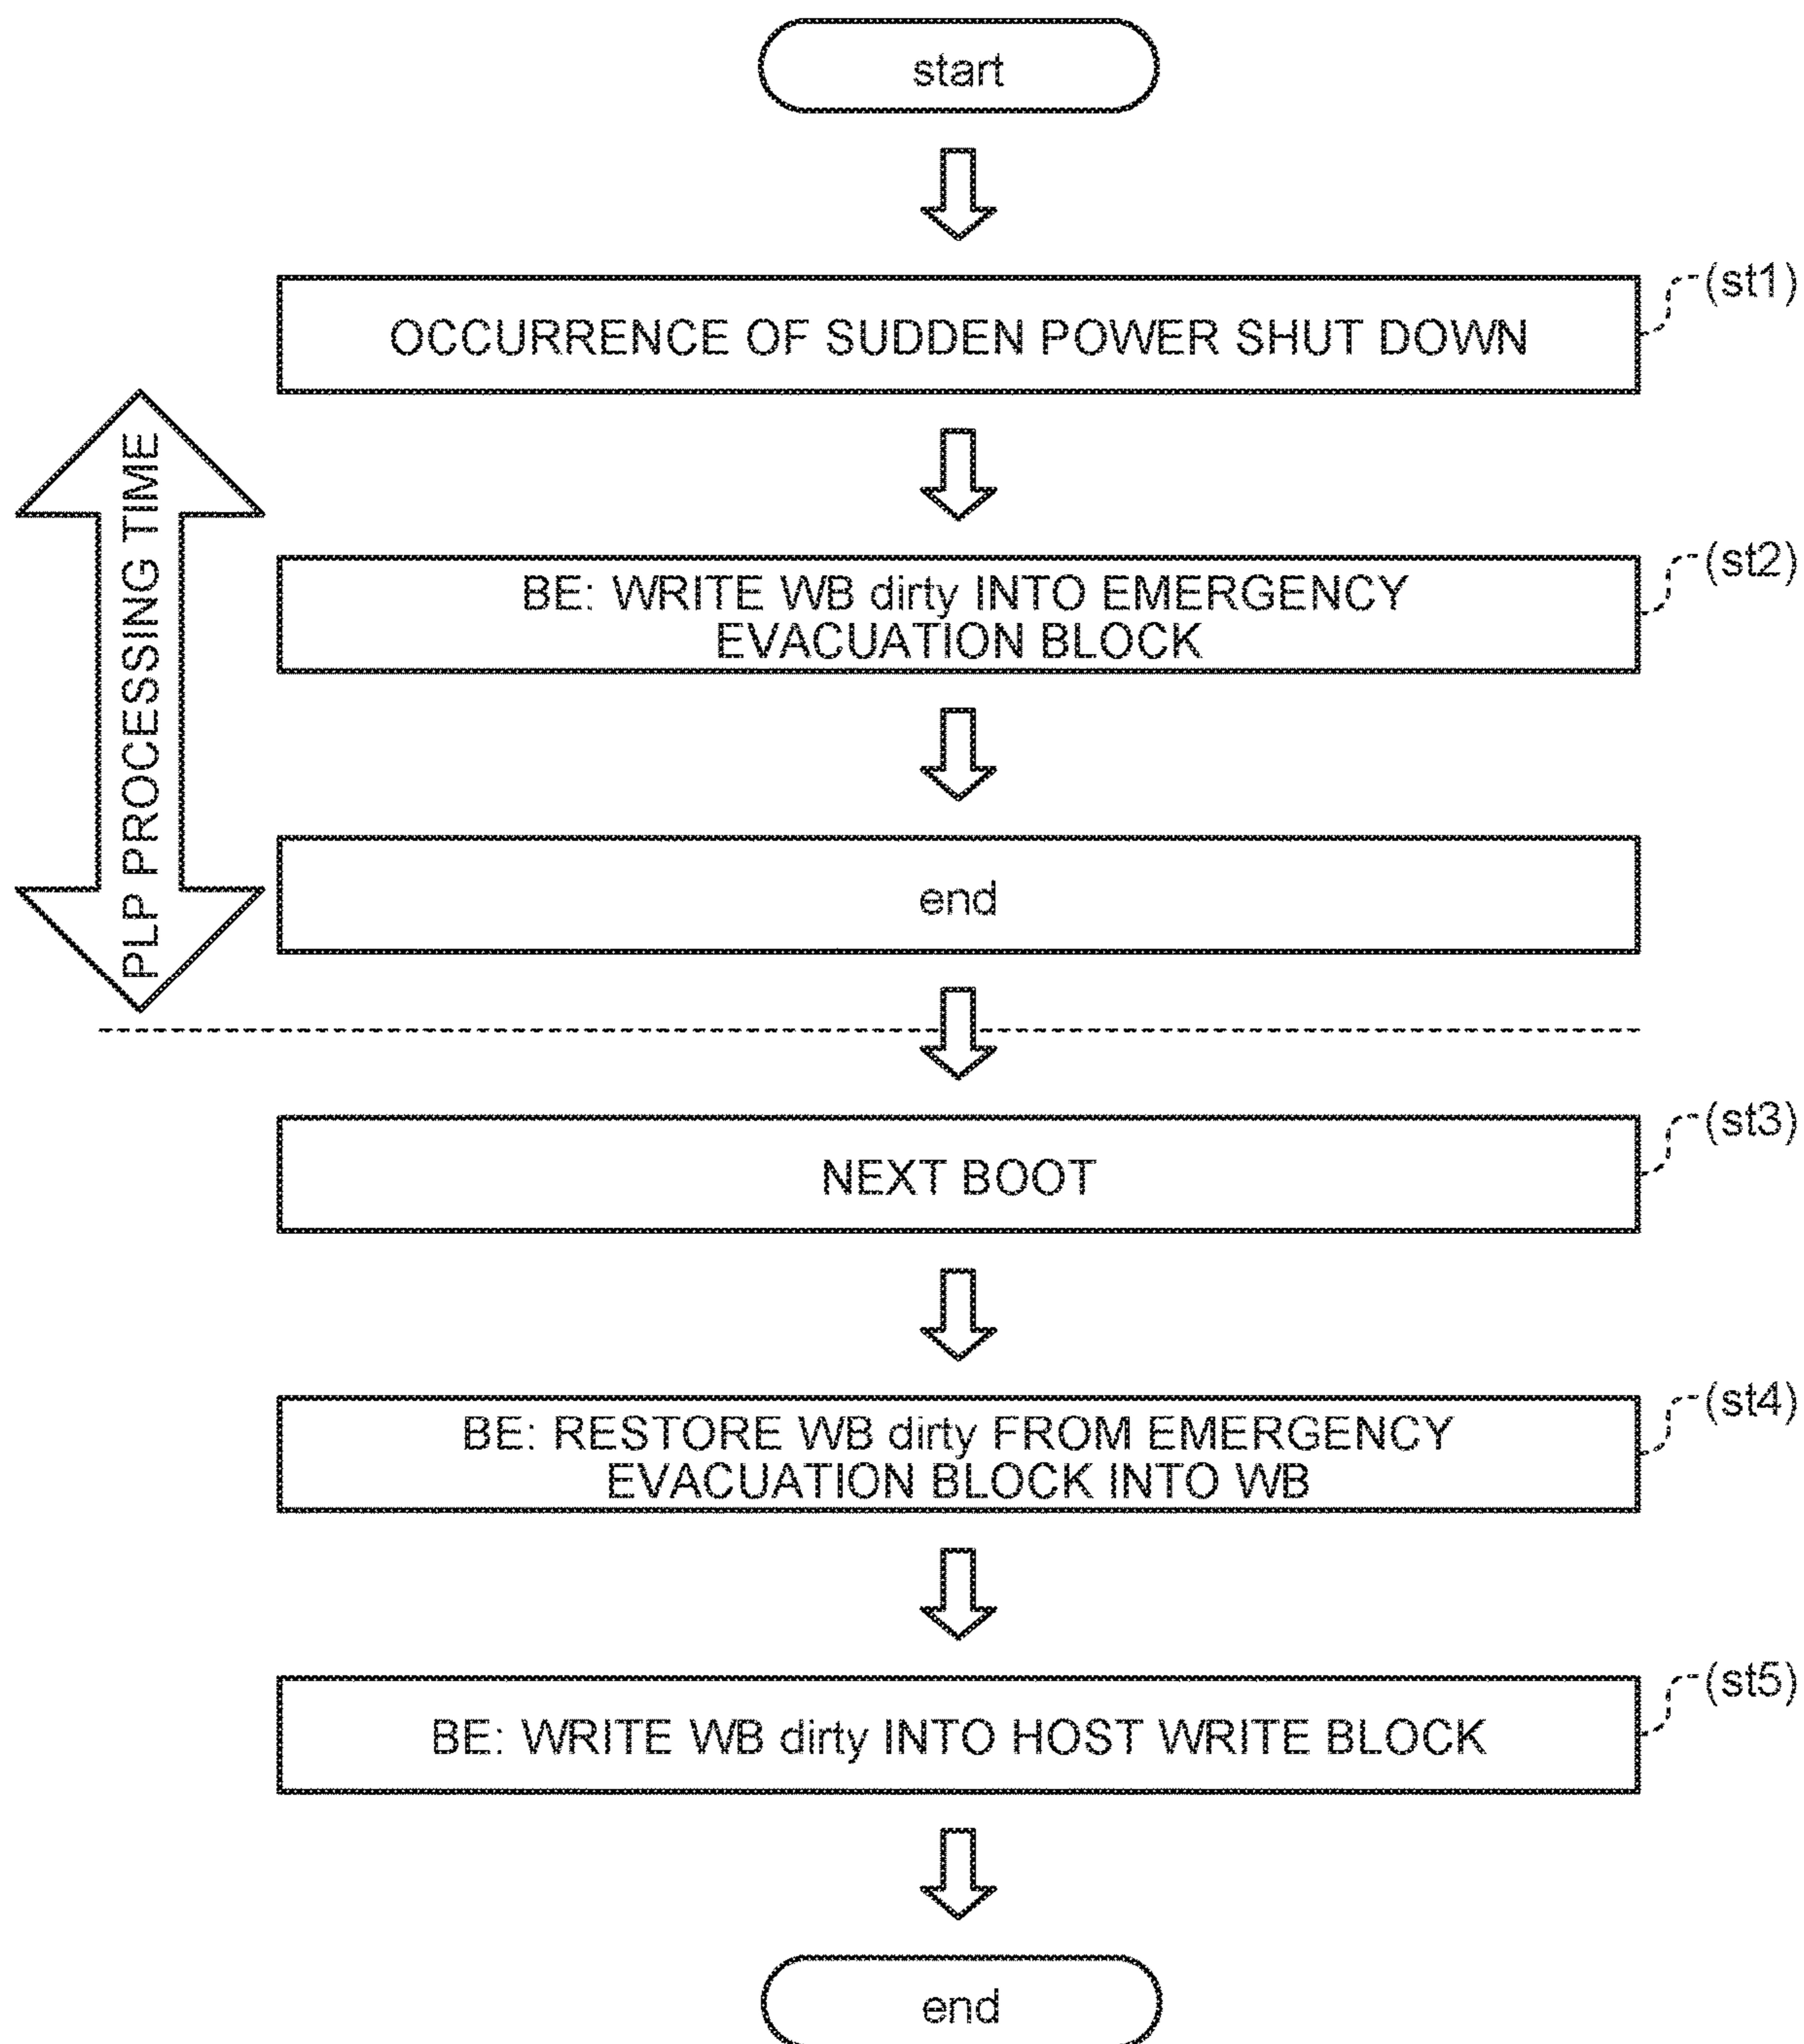 start
OCCURRENCE OF SUDDEN POWER SHUT DOWN
(st1)
PLP PROCESSING TIME
BE: WRITE WB dirty INTO EMERGENCY
EVACUATION BLOCK
(st2)
end
NEXT BOOT
(st3)
BE: RESTORE WB dirty FROM EMERGENCY
EVACUATION BLOCK INTO WB
(st4)
BE: WRITE WB dirty INTO HOST WRITE BLOCK
(st5)
end